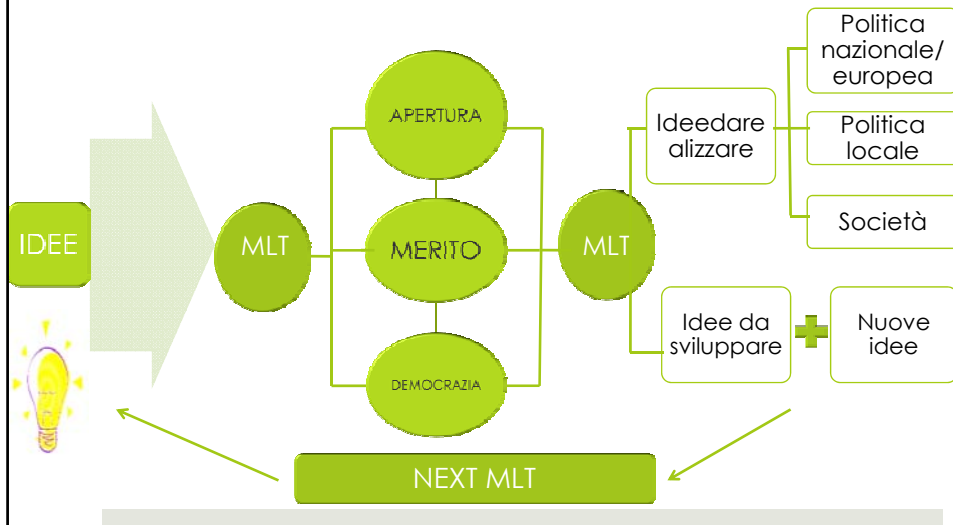 IDEE
MLT
APERTURA
MERITO
DEMOCRAZIA
MLT
Ideedare
alizzare
Politica
nazionale/
europea
Politica
locale
Società
Idee da
sviluppare
Nuove
idee
NEXT MLT